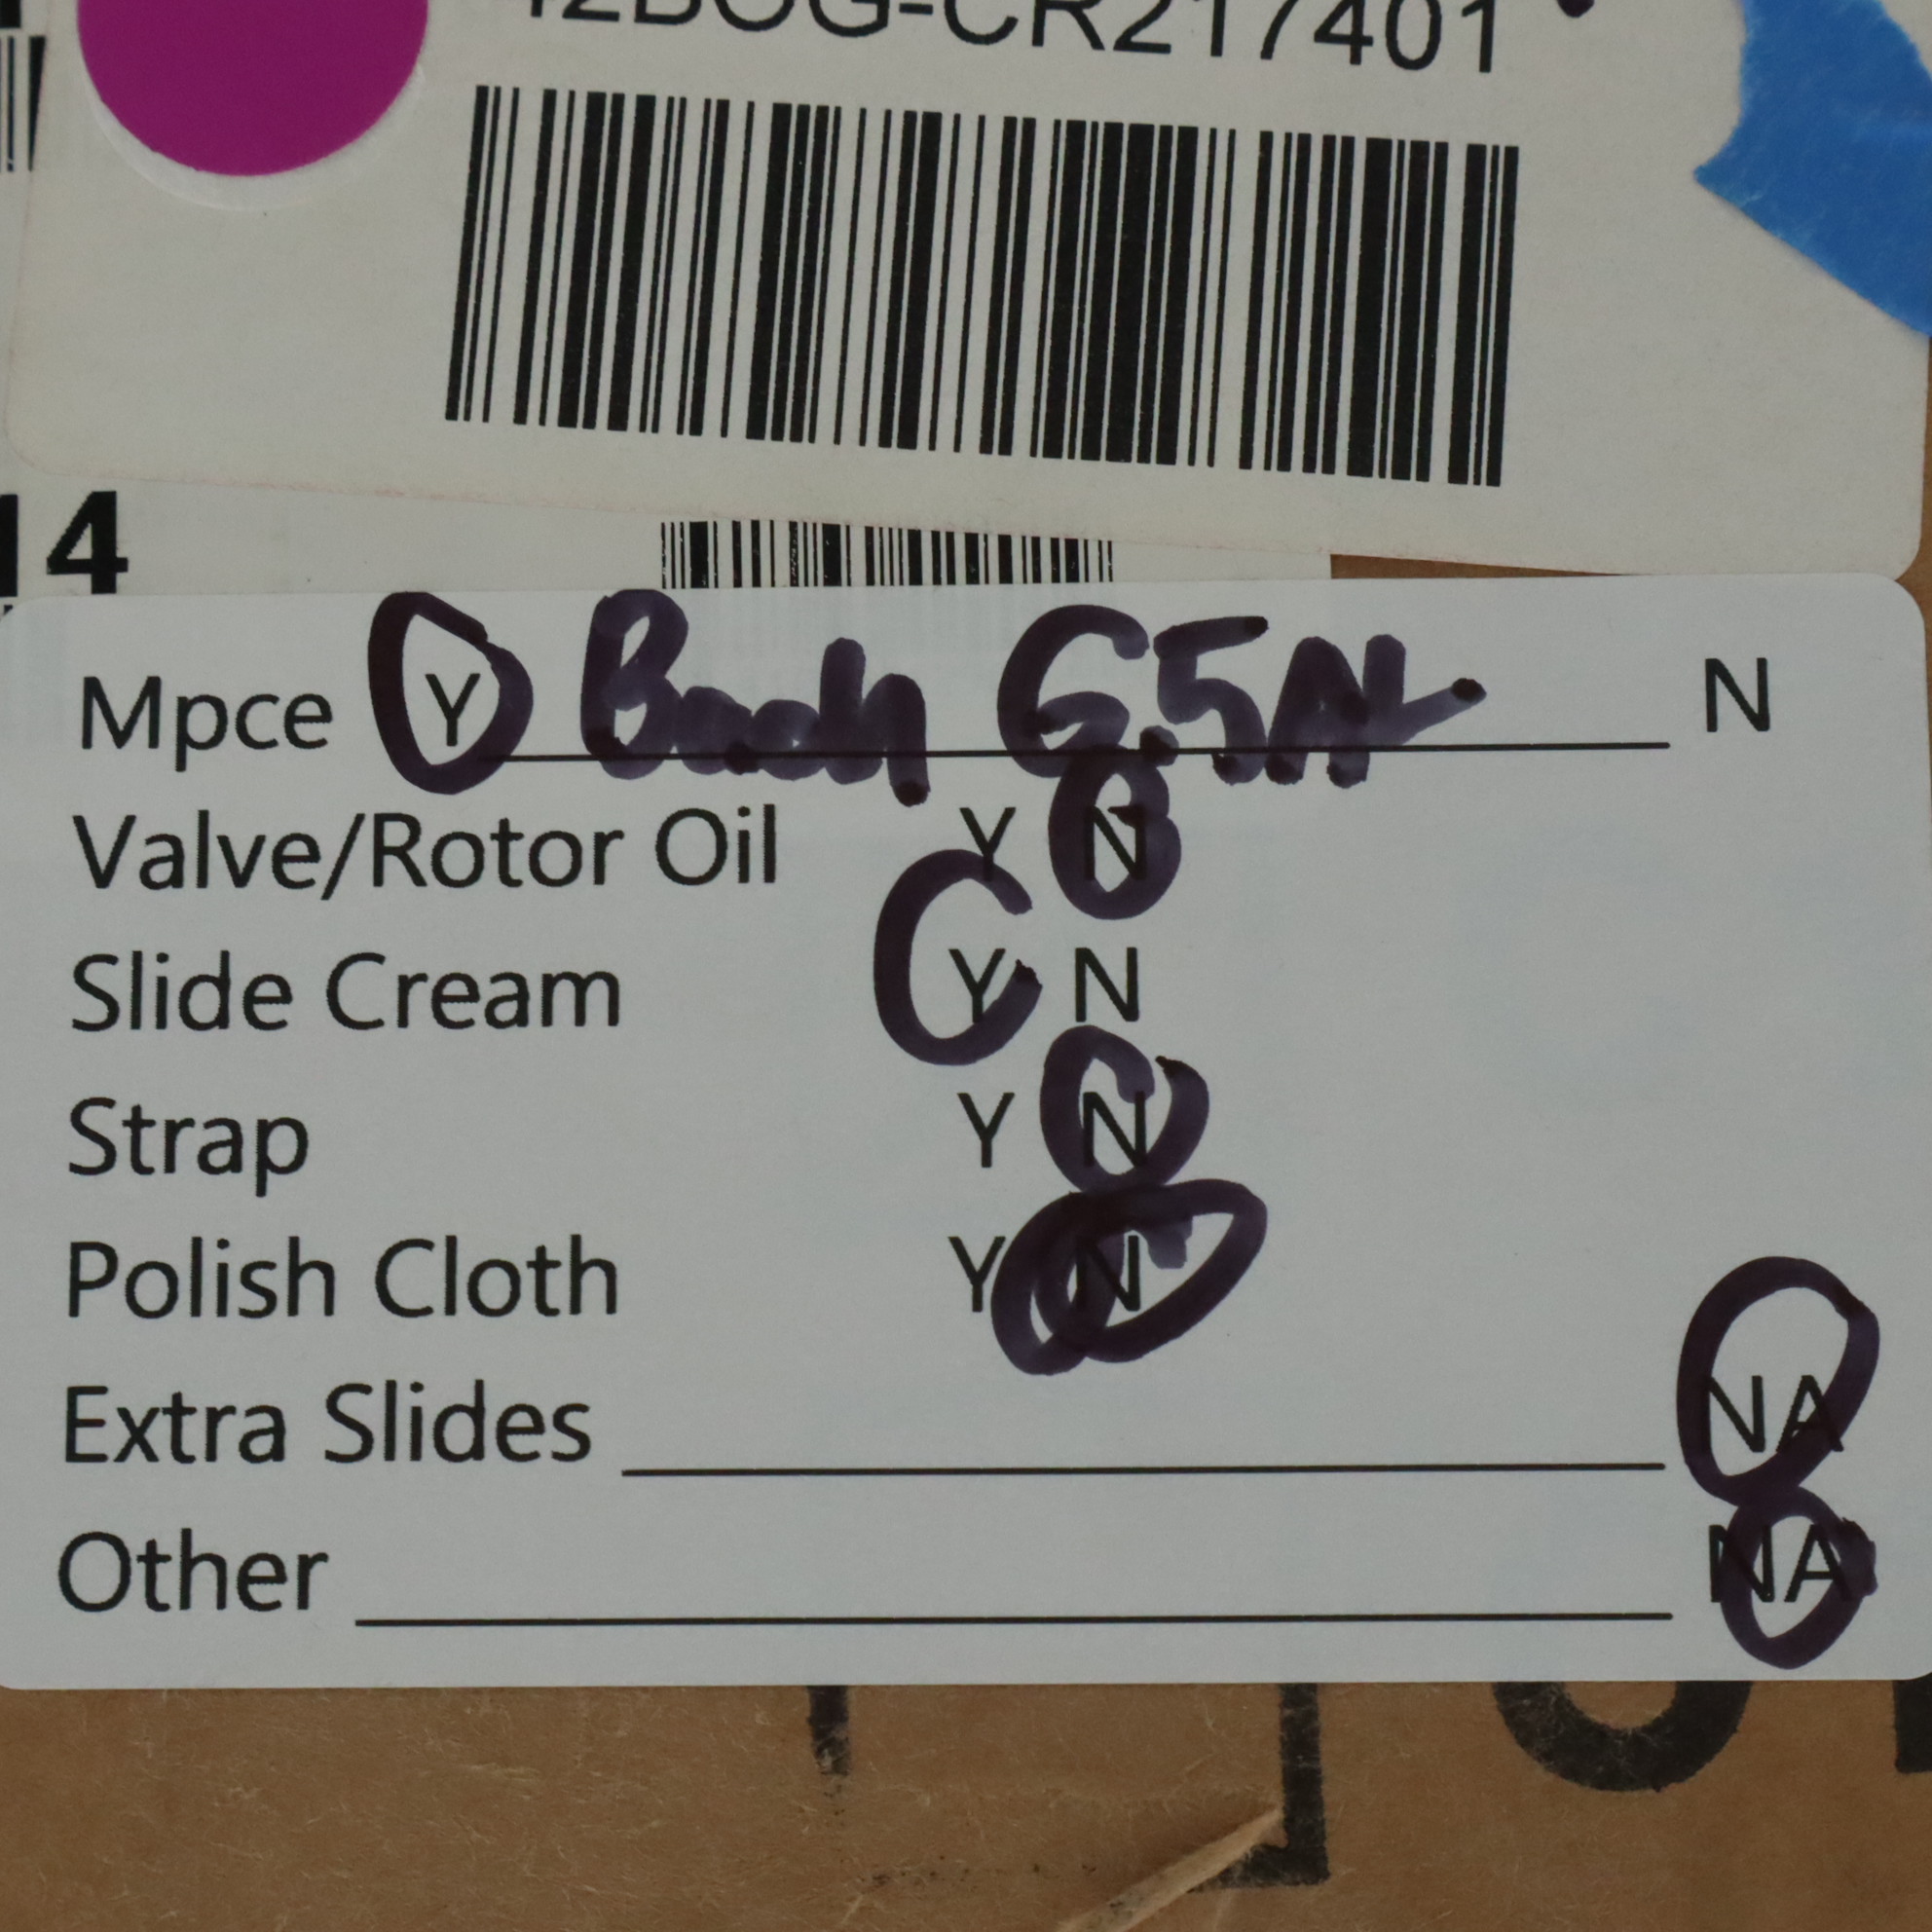 42BOG-CR217401
14
Mpce Y Bach 6.5AL N
Valve/Rotor Oil Y N
Slide Cream Y N
Strap Y N
Polish Cloth Y N
Extra Slides NA
Other NA